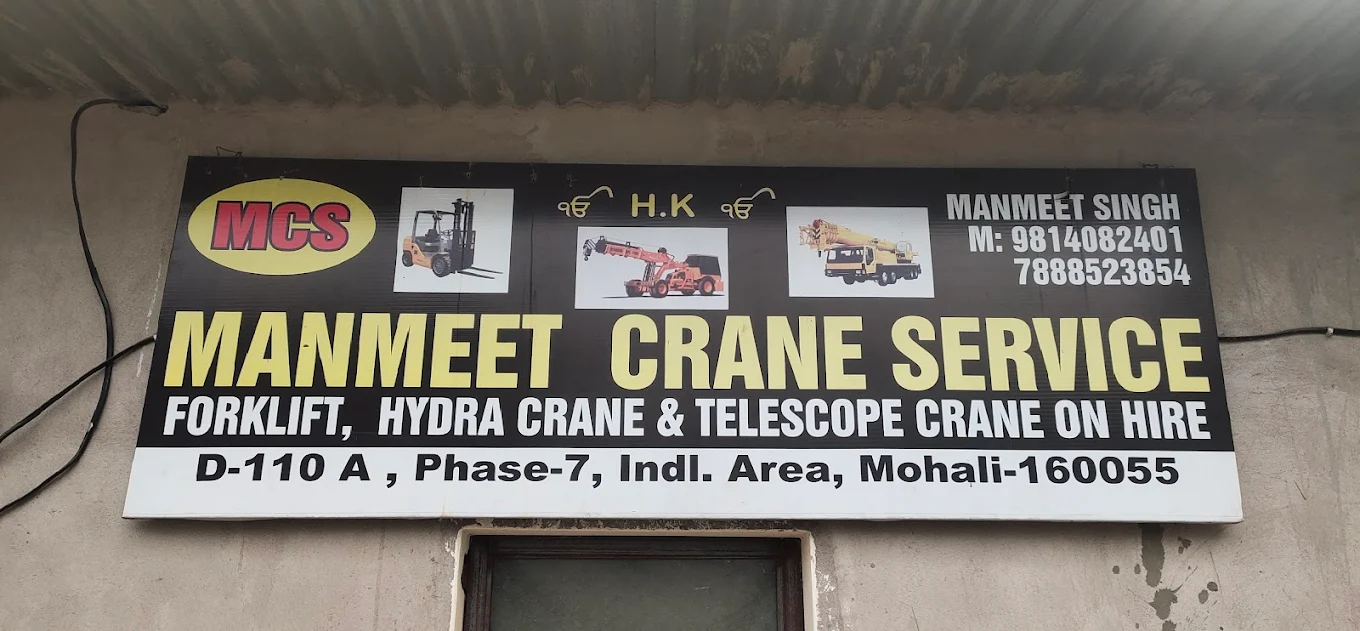 MCS
ੴ H.K ੴ
MANMEET SINGH
M: 9814082401
7888523854
MANMEET CRANE SERVICE
FORKLIFT, HYDRA CRANE & TELESCOPE CRANE ON HIRE
D-110 A , Phase-7, Indl. Area, Mohali-160055